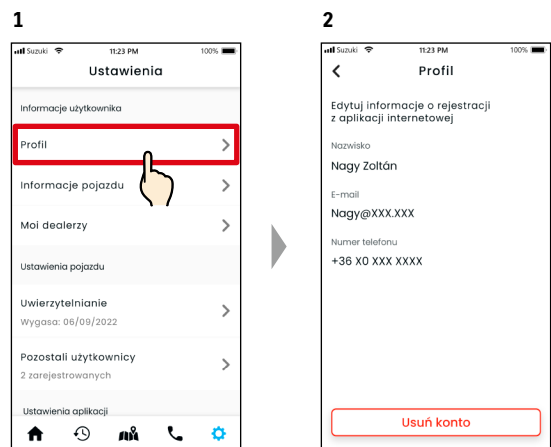 1
Suzuki 11:23 PM 100%
Ustawienia
Informacje użytkownika
Profil
Informacje pojazdu
Moi dealerzy
Ustawienia pojazdu
Uwierzytelnianie
Wygasa: 06/09/2022
Pozostali użytkownicy
2 zarejestrowanych
Ustawienia aplikacji
2
Suzuki 11:23 PM 100%
Profil
Edytuj informacje o rejestracji
z aplikacji internetowej
Nazwisko
Nagy Zoltán
E-mail
Nagy@XXX.XXX
Numer telefonu
+36 X0 XXX XXXX
Usuń konto